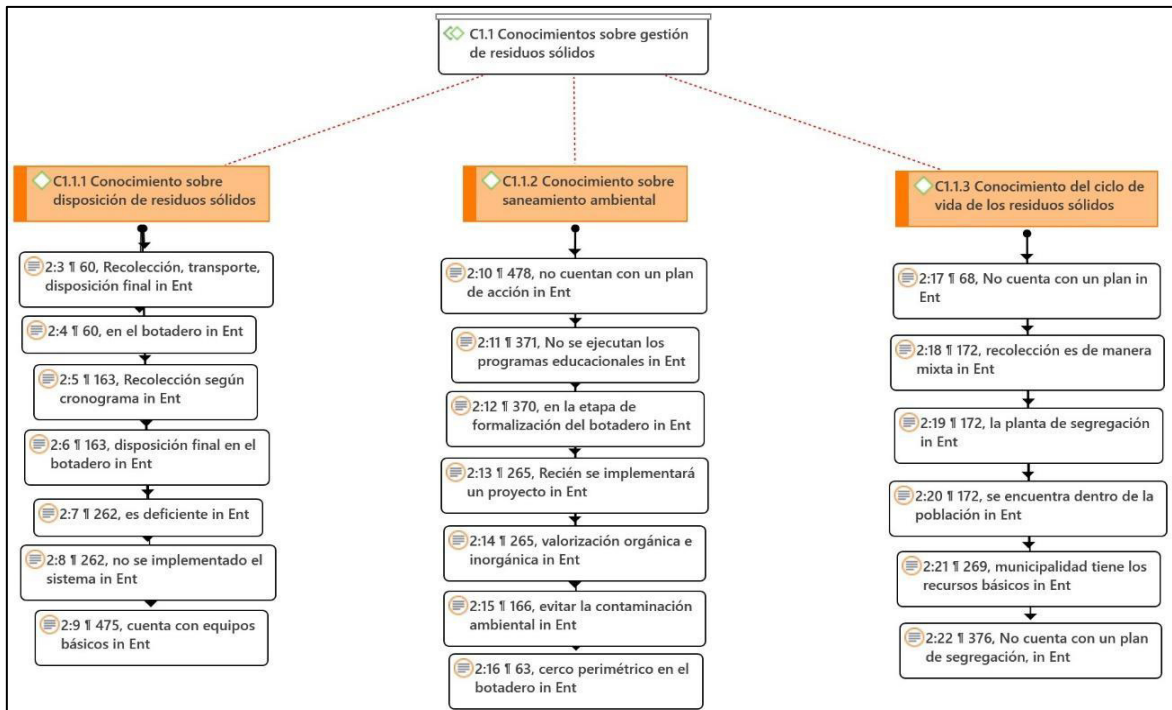 C1.1 Conocimientos sobre gestión
de residuos sólidos
C1.1.1 Conocimiento sobre
disposición de residuos sólidos
2:3 ¶ 60, Recolección, transporte,
disposición final in Ent
2:4 ¶ 60, en el botadero in Ent
2:5 ¶ 163, Recolección según
cronograma in Ent
2:6 ¶ 163, disposición final en el
botadero in Ent
2:7 ¶ 262, es deficiente in Ent
2:8 ¶ 262, no se implementado el
sistema in Ent
2:9 ¶ 475, cuenta con equipos
básicos in Ent
C1.1.2 Conocimiento sobre
saneamiento ambiental
2:10 ¶ 478, no cuentan con un plan
de acción in Ent
2:11 ¶ 371, No se ejecutan los
programas educacionales in Ent
2:12 ¶ 370, en la etapa de
formalización del botadero in Ent
2:13 ¶ 265, Recién se implementará
un proyecto in Ent
2:14 ¶ 265, valorización orgánica e
inorgánica in Ent
2:15 ¶ 166, evitar la contaminación
ambiental in Ent
2:16 ¶ 63, cerco perimétrico en el
botadero in Ent
C1.1.3 Conocimiento del ciclo de
vida de los residuos sólidos
2:17 ¶ 68, No cuenta con un plan in
Ent
2:18 ¶ 172, recolección es de manera
mixta in Ent
2:19 ¶ 172, la planta de segregación
in Ent
2:20 ¶ 172, se encuentra dentro de la
población in Ent
2:21 ¶ 269, municipalidad tiene los
recursos básicos in Ent
2:22 ¶ 376, No cuenta con un plan
de segregación, in Ent